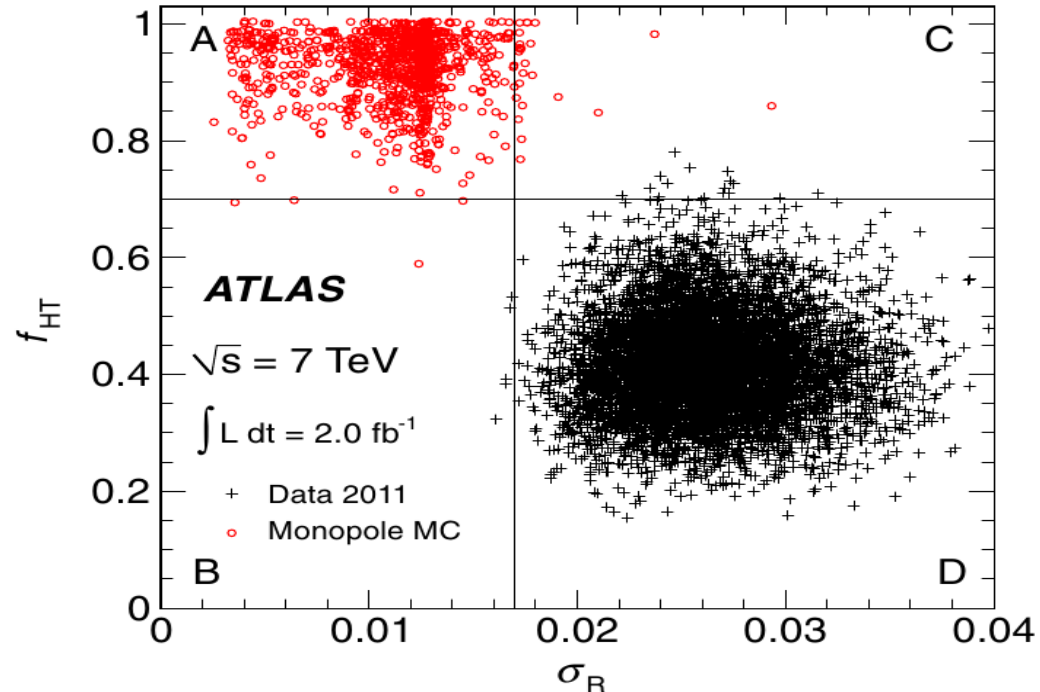 A
C
ATLAS
√s = 7 TeV
∫ L dt = 2.0 fb⁻¹
+ Data 2011
○ Monopole MC
B
D
f_HT
1
0.8
0.6
0.4
0.2
0
0 0.01 0.02 0.03 0.04
σ_R